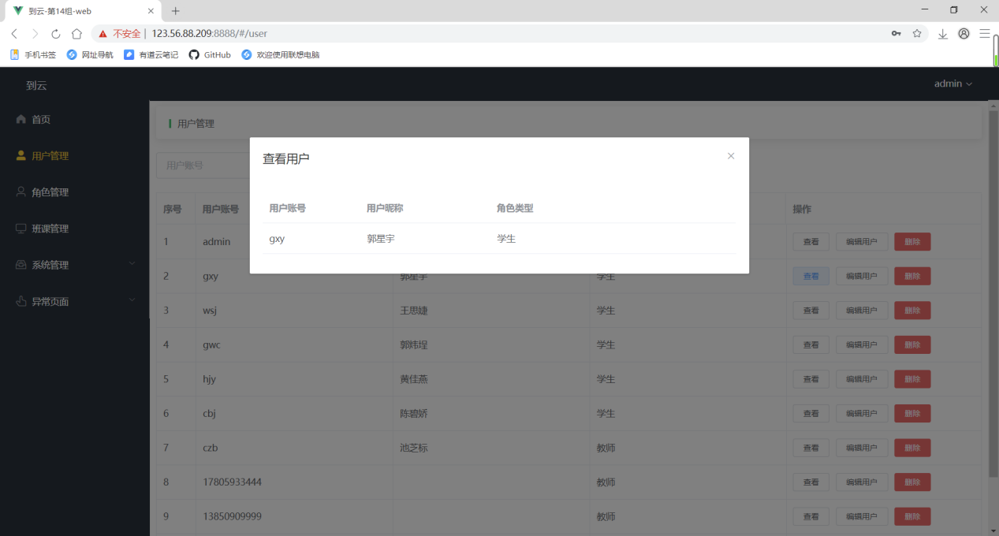 到云-第14组-web
不安全 | 123.56.88.209:8888/#/user
手机书签 网址导航 有道云笔记 GitHub 欢迎使用联想电脑
到云 admin
首页
用户管理
角色管理
班课管理
系统管理
异常页面
用户管理
用户账号
查看用户
用户账号 用户昵称 角色类型
gxy 郭星宇 学生
序号 用户账号 操作
1 admin 查看 编辑用户 删除
2 gxy 郭星宇 学生 查看 编辑用户 删除
3 wsj 王思婕 学生 查看 编辑用户 删除
4 gwc 郭炜埕 学生 查看 编辑用户 删除
5 hjy 黄佳燕 学生 查看 编辑用户 删除
6 cbj 陈碧娇 学生 查看 编辑用户 删除
7 czb 池芝标 教师 查看 编辑用户 删除
8 17805933444 教师 查看 编辑用户 删除
9 13850909999 教师 查看 编辑用户 删除